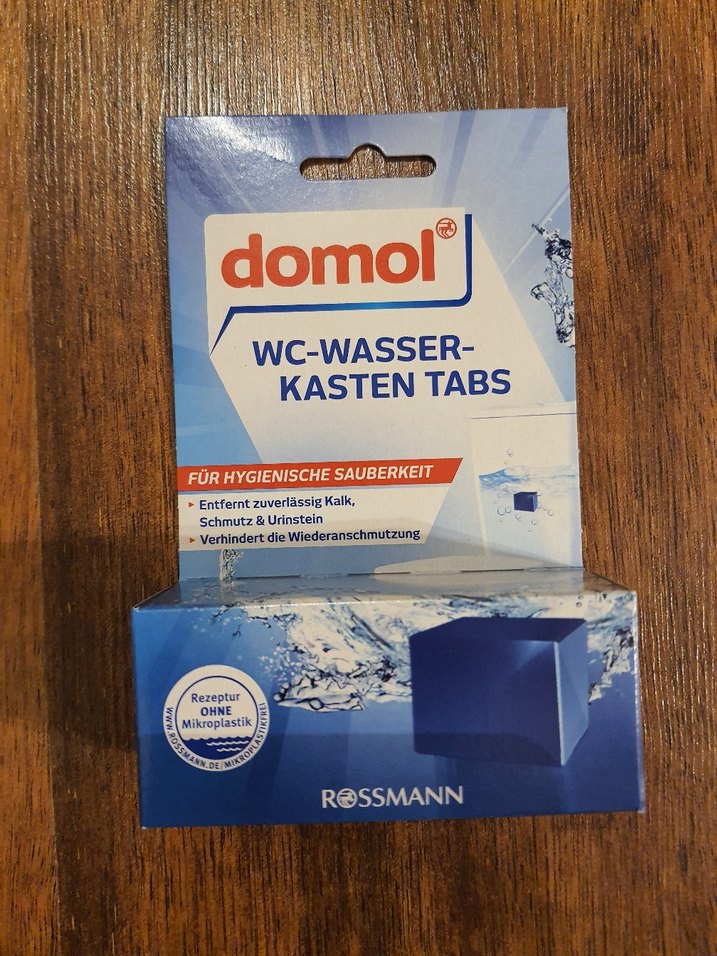 domol
WC-WASSER-
KASTEN TABS
FÜR HYGIENISCHE SAUBERKEIT
Entfernt zuverlässig Kalk,
Schmutz & Urinstein
Verhindert die Wiederanschmutzung
Rezeptur
OHNE
Mikroplastik
WWW.ROSSMANN.DE/MIKROPLASTIKFREI
ROSSMANN